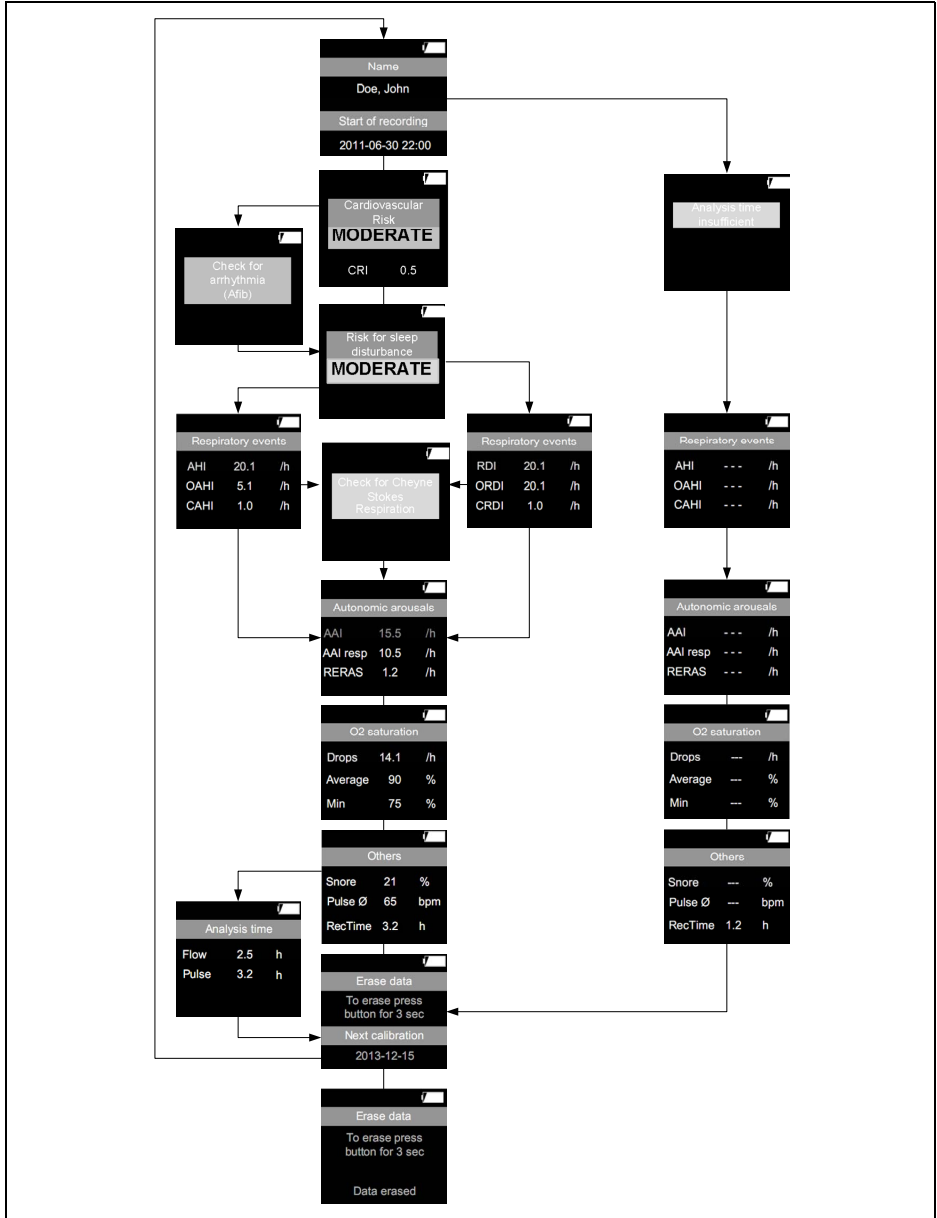 Name
Doe, John
Start of recording
2011-06-30 22:00
Cardiovascular
Risk
MODERATE
CRI 0.5
Analysis time
insufficient
Check for
arrhythmia
(Afib)
Risk for sleep
disturbance
MODERATE
Respiratory events
AHI 20.1 /h
OAHI 5.1 /h
CAHI 1.0 /h
Check for Cheyne
Stokes
Respiration
Respiratory events
RDI 20.1 /h
ORDI 20.1 /h
CRDI 1.0 /h
Respiratory events
AHI - - - /h
OAHI - - - /h
CAHI - - - /h
Autonomic arousals
AAI 15.5 /h
AAI resp 10.5 /h
RERAS 1.2 /h
Autonomic arousals
AAI - - - /h
AAI resp - - - /h
RERAS - - - /h
O2 saturation
Drops 14.1 /h
Average 90 %
Min 75 %
O2 saturation
Drops --- /h
Average --- %
Min --- %
Others
Snore 21 %
Pulse Ø 65 bpm
RecTime 3.2 h
Others
Snore --- %
Pulse Ø --- bpm
RecTime 1.2 h
Analysis time
Flow 2.5 h
Pulse 3.2 h
Erase data
To erase press
button for 3 sec
Next calibration
2013-12-15
Erase data
To erase press
button for 3 sec
Data erased